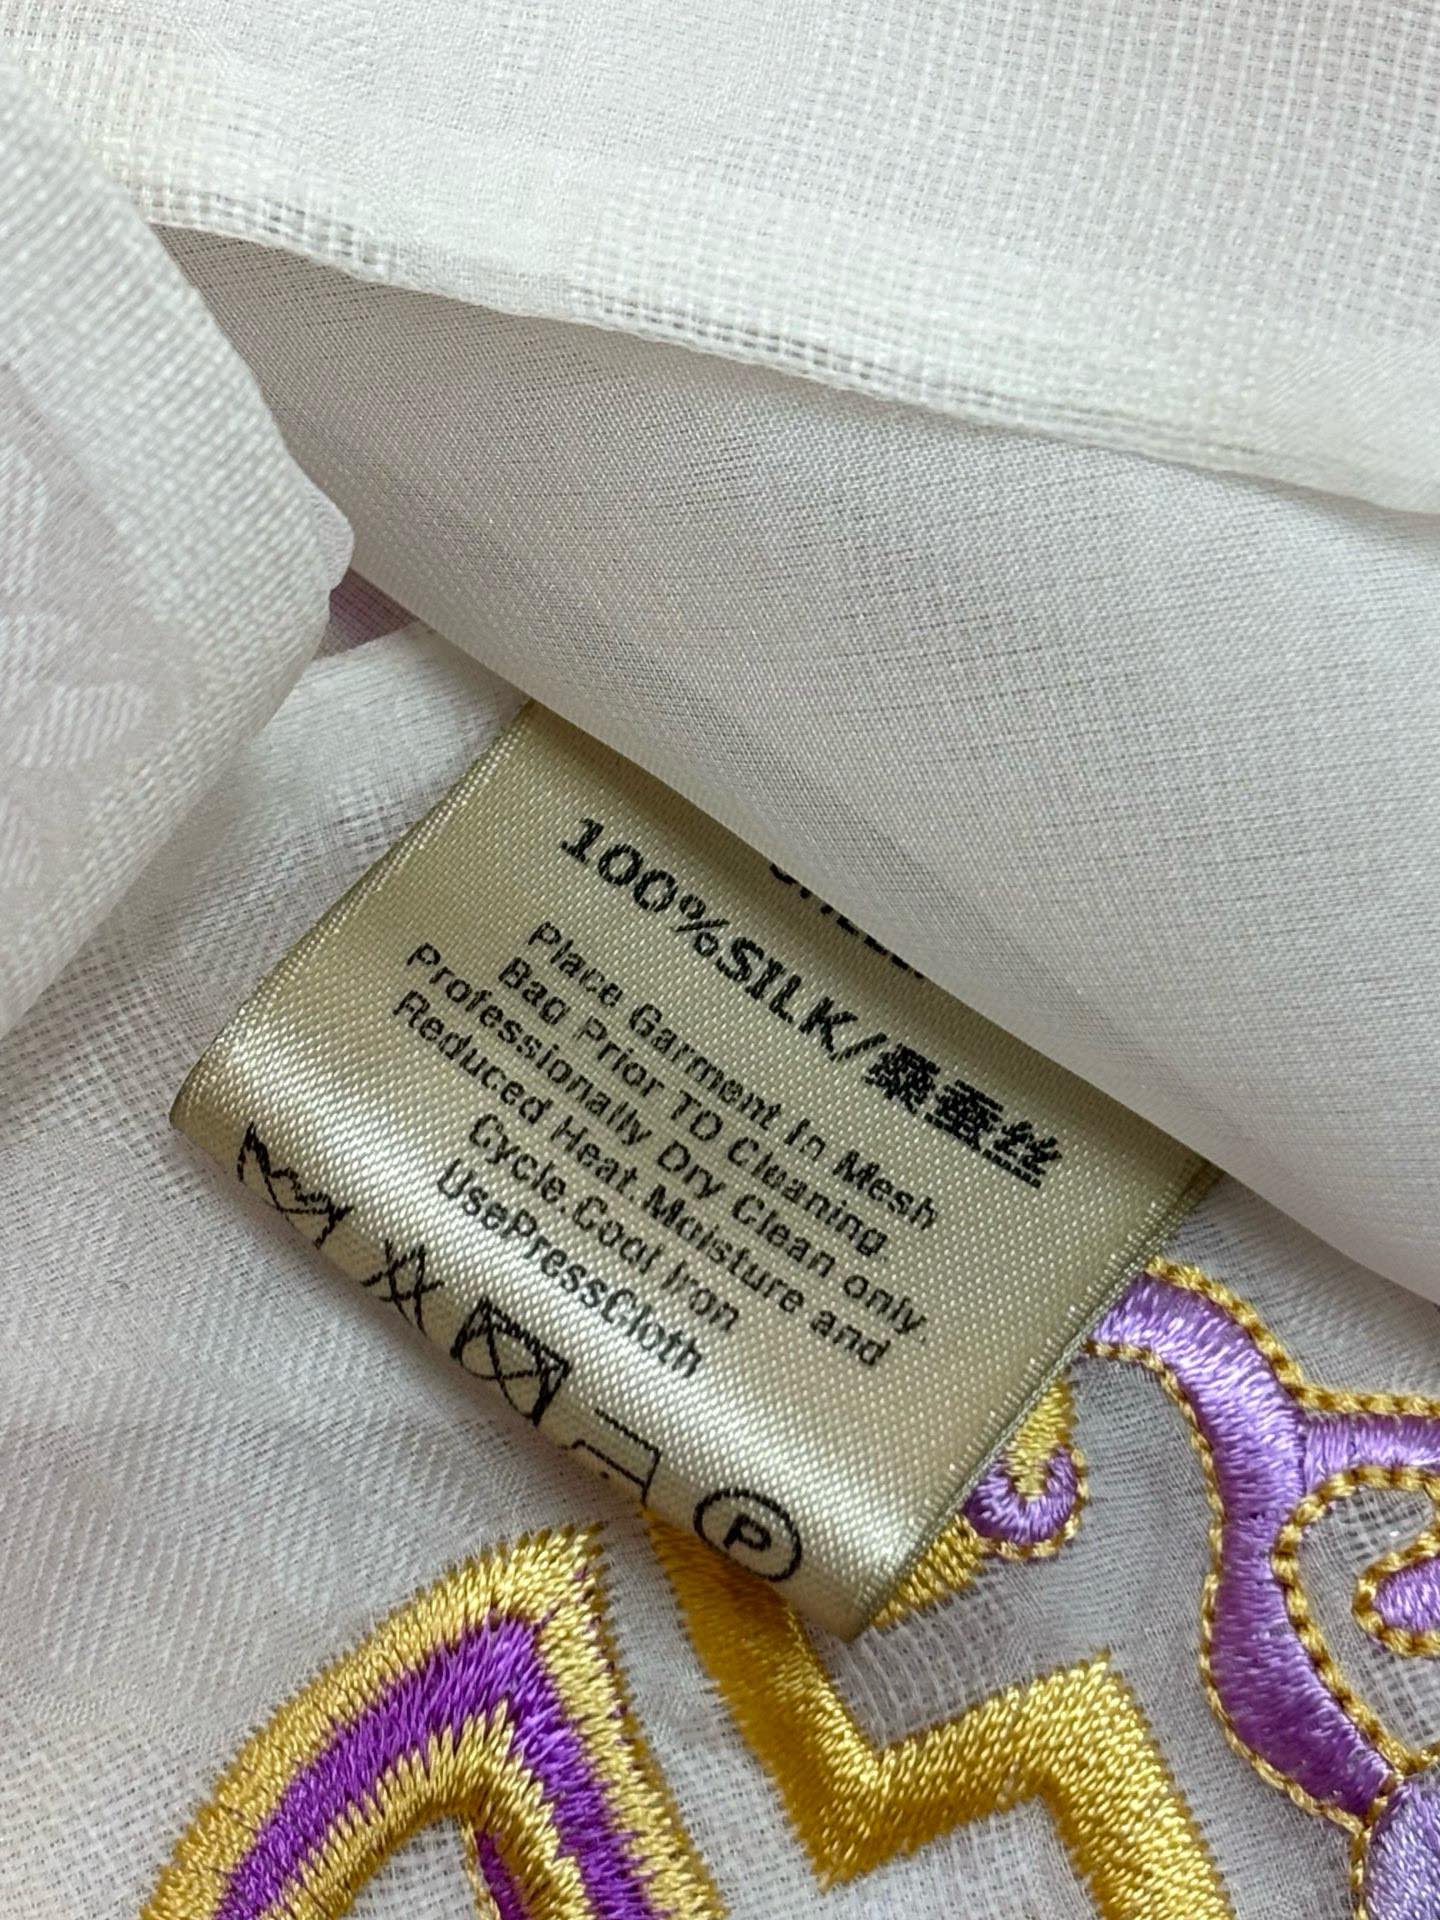 100%SILK/桑蚕丝
Place Garment In Mesh
Bag Prior TO Cleaning.
Professionally Dry Clean only.
Reduced Heat.Moisture and
Cycle.Cool Iron
UsePressCloth
P